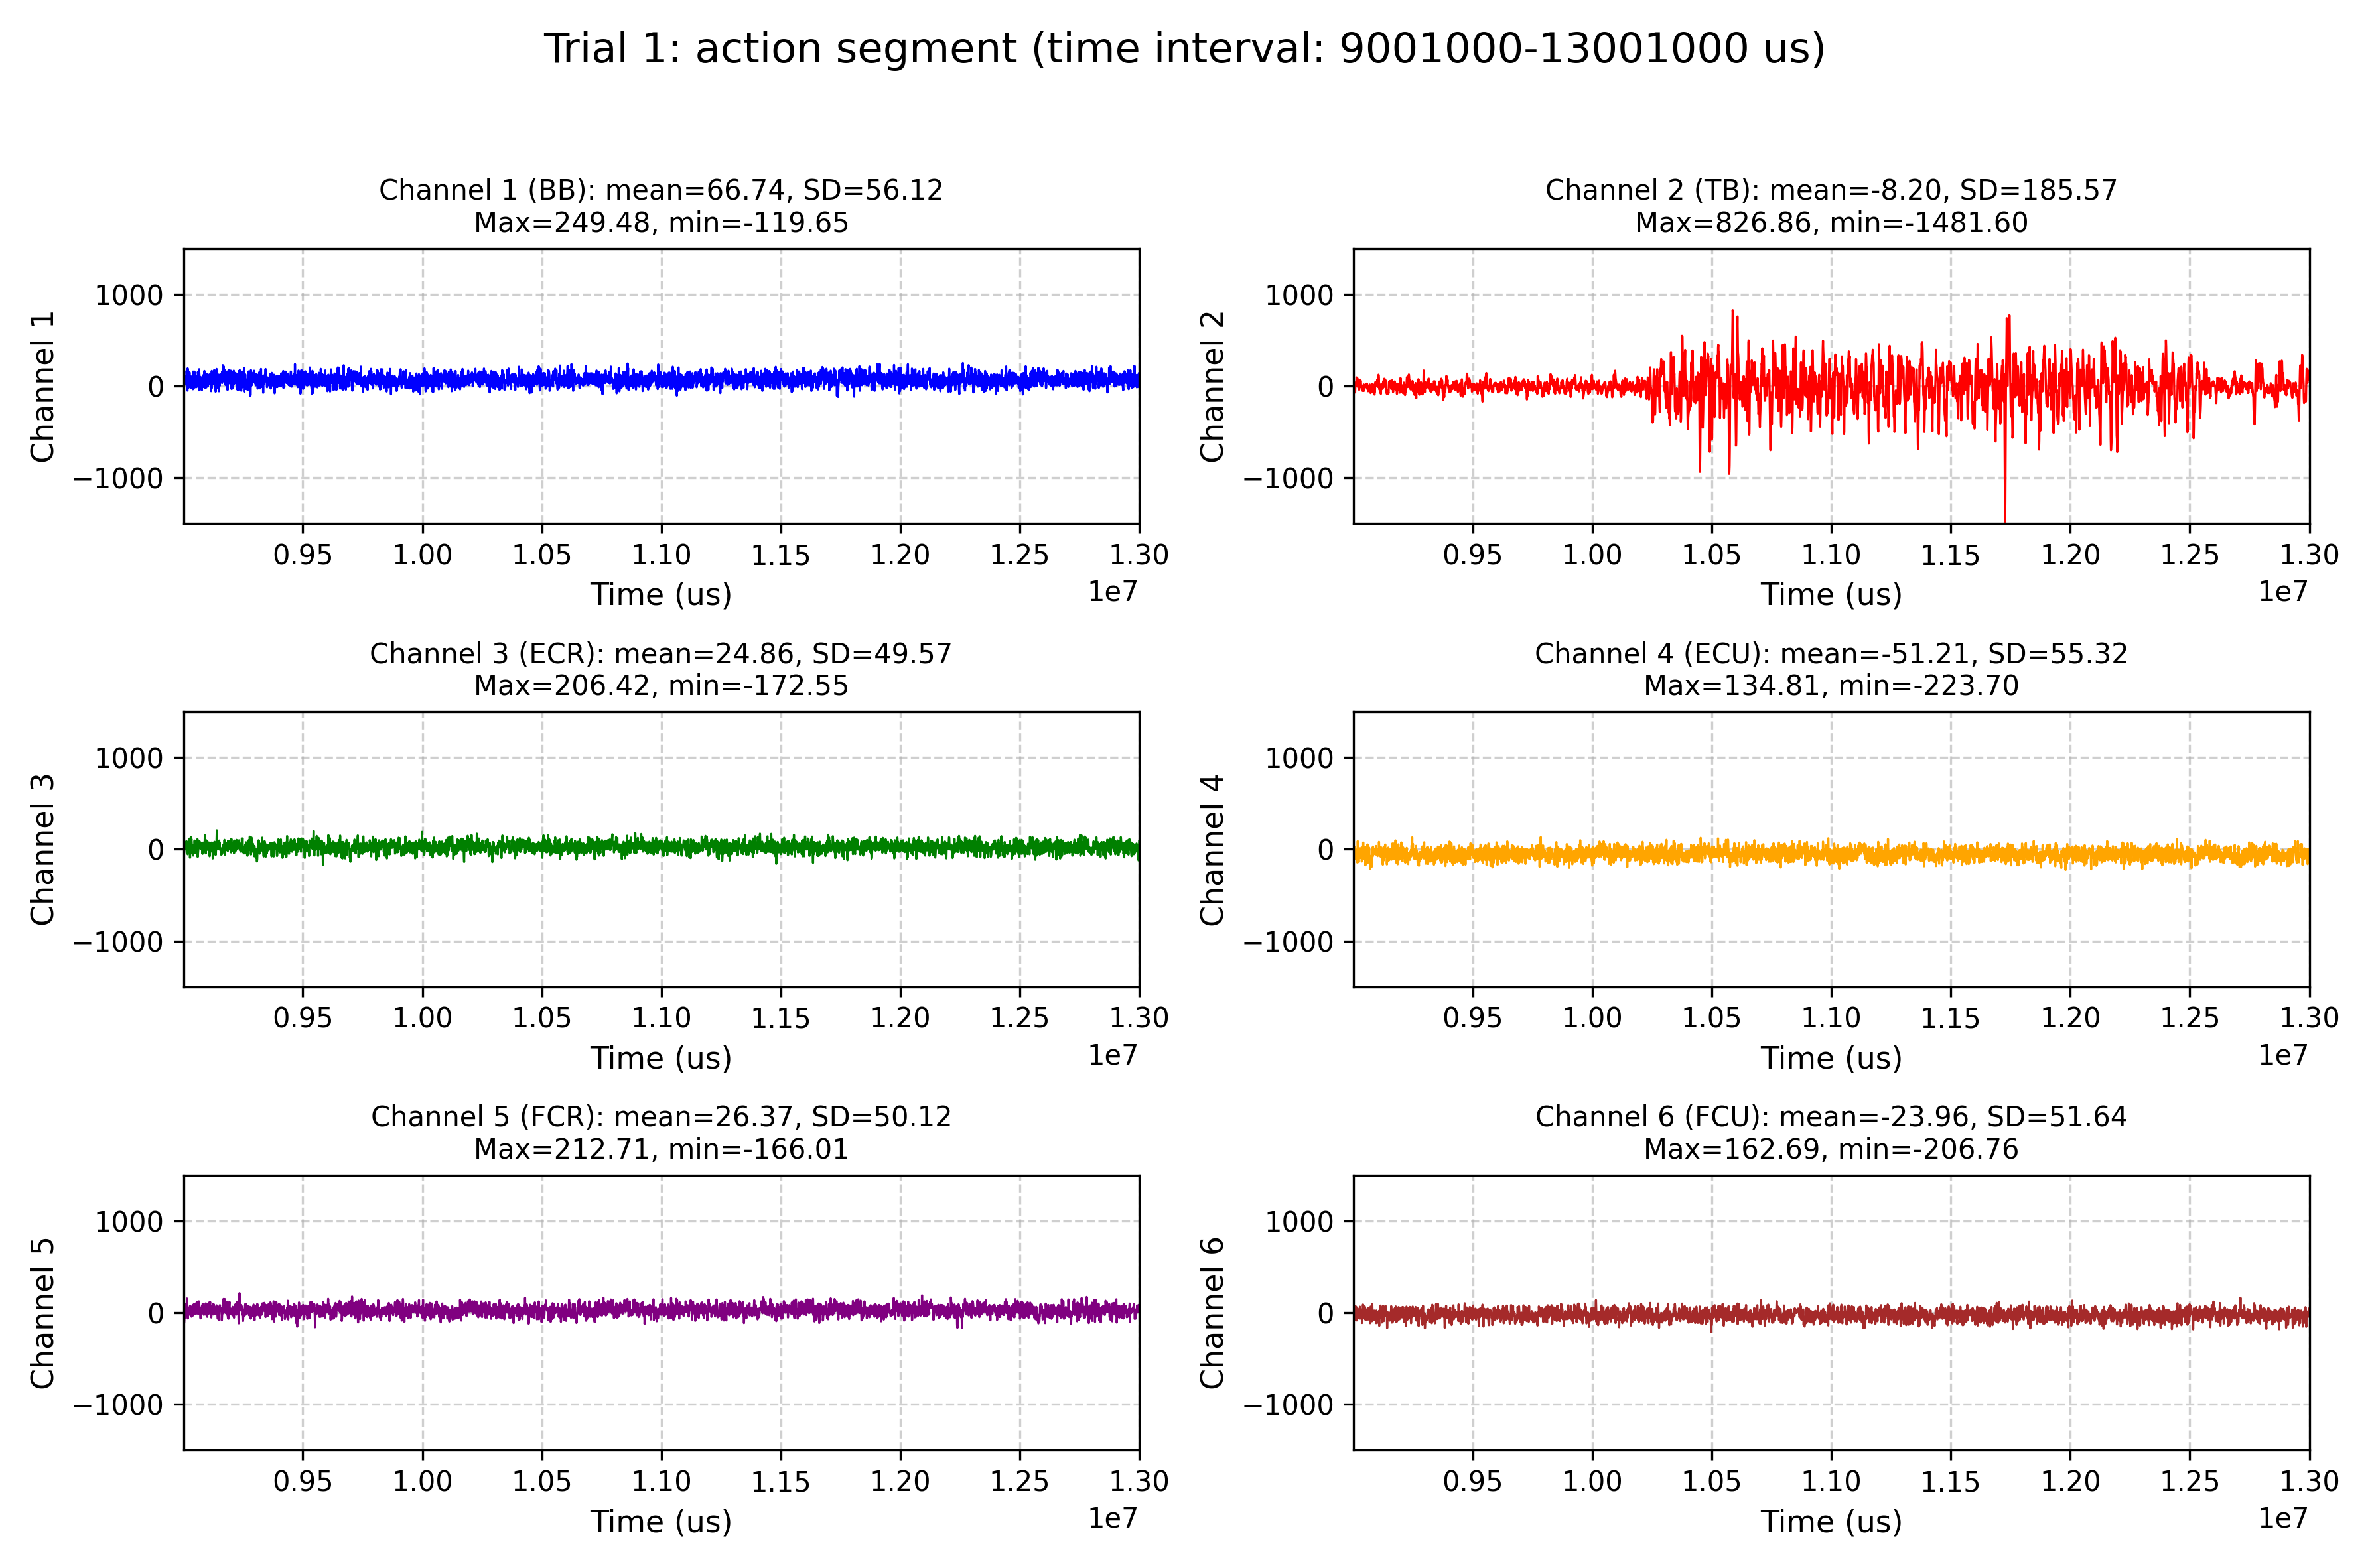 Trial 1: action segment (time interval: 9001000-13001000 us)
Channel 1 (BB): mean=66.74, SD=56.12
Max=249.48, min=-119.65
Channel 1
1000
0
−1000
0.95 1.00 1.05 1.10 1.15 1.20 1.25 1.30
1e7
Time (us)
Channel 2 (TB): mean=-8.20, SD=185.57
Max=826.86, min=-1481.60
Channel 2
1000
0
−1000
0.95 1.00 1.05 1.10 1.15 1.20 1.25 1.30
1e7
Time (us)
Channel 3 (ECR): mean=24.86, SD=49.57
Max=206.42, min=-172.55
Channel 3
1000
0
−1000
0.95 1.00 1.05 1.10 1.15 1.20 1.25 1.30
1e7
Time (us)
Channel 4 (ECU): mean=-51.21, SD=55.32
Max=134.81, min=-223.70
Channel 4
1000
0
−1000
0.95 1.00 1.05 1.10 1.15 1.20 1.25 1.30
1e7
Time (us)
Channel 5 (FCR): mean=26.37, SD=50.12
Max=212.71, min=-166.01
Channel 5
1000
0
−1000
0.95 1.00 1.05 1.10 1.15 1.20 1.25 1.30
1e7
Time (us)
Channel 6 (FCU): mean=-23.96, SD=51.64
Max=162.69, min=-206.76
Channel 6
1000
0
−1000
0.95 1.00 1.05 1.10 1.15 1.20 1.25 1.30
1e7
Time (us)